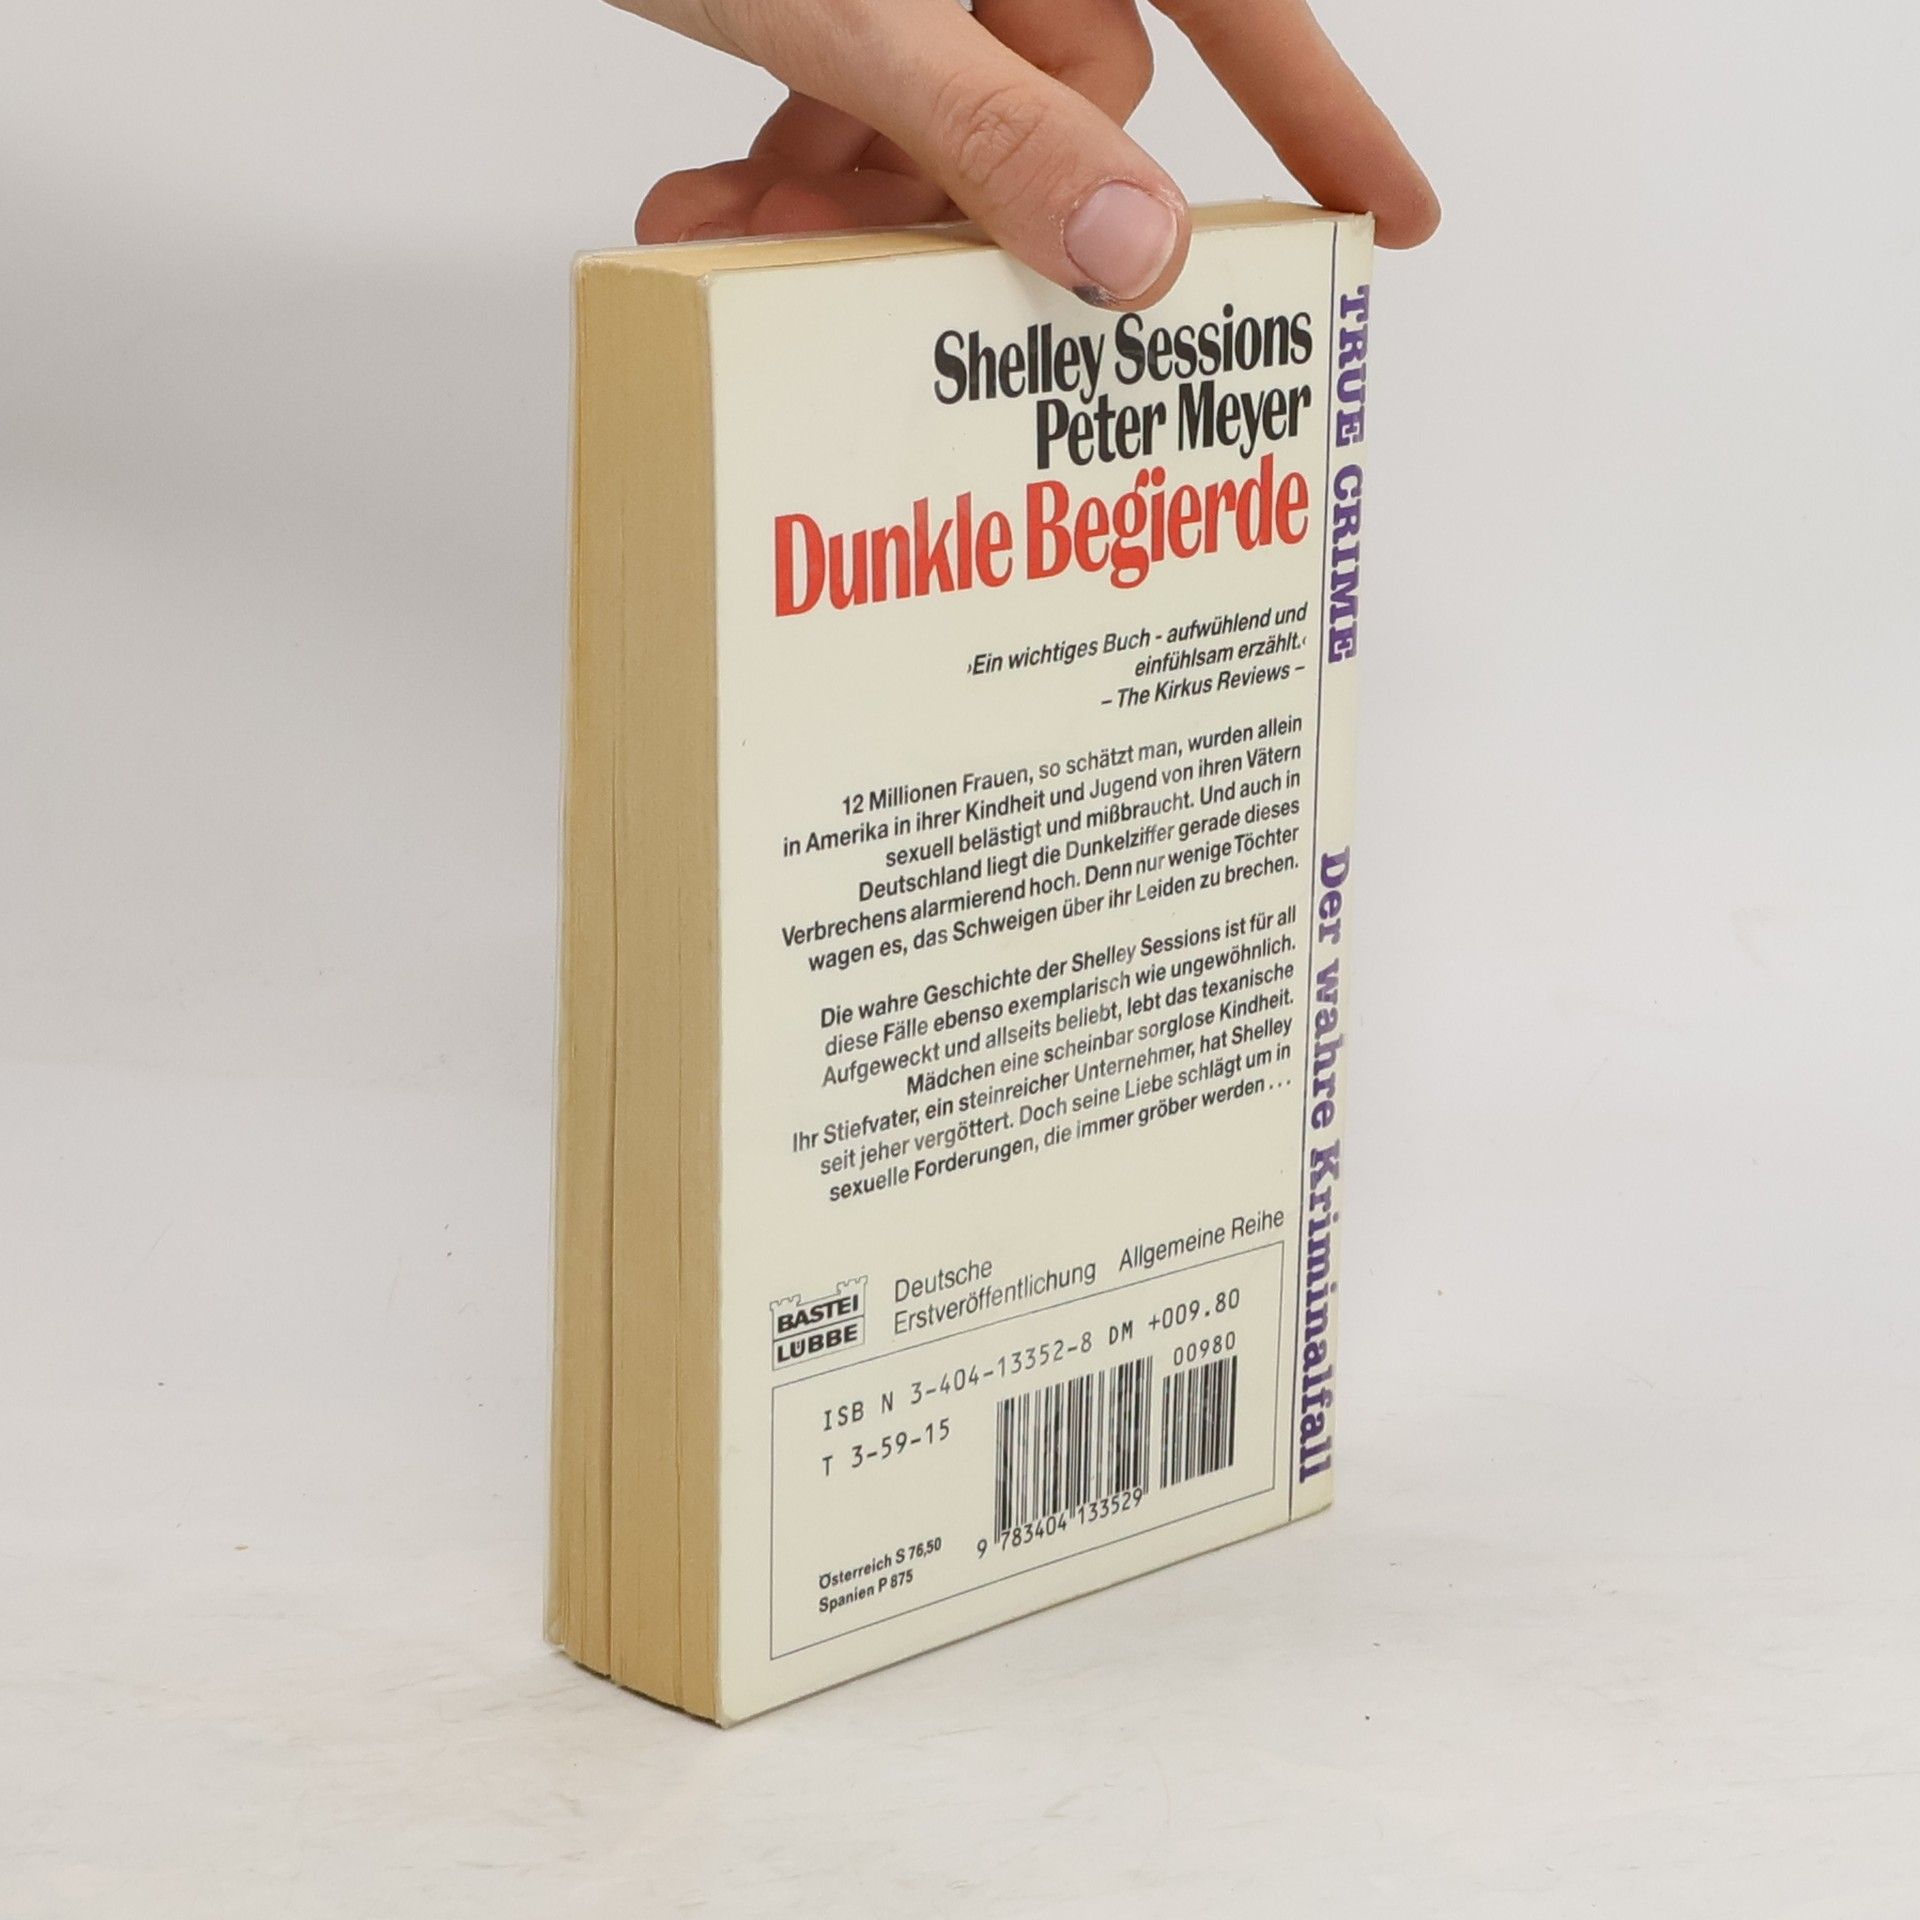 Shelley Sessions
Peter Meyer
Dunkle Begierde
›Ein wichtiges Buch - aufwühlend und
einfühlsam erzählt.‹
– The Kirkus Reviews –
12 Millionen Frauen, so schätzt man, wurden allein
in Amerika in ihrer Kindheit und Jugend von ihren Vätern
sexuell belästigt und mißbraucht. Und auch in
Deutschland liegt die Dunkelziffer gerade dieses
Verbrechens alarmierend hoch. Denn nur wenige Töchter
wagen es, das Schweigen über ihr Leiden zu brechen.
Die wahre Geschichte der Shelley Sessions ist für all
diese Fälle ebenso exemplarisch wie ungewöhnlich.
Aufgeweckt und allseits beliebt, lebt das texanische
Mädchen eine scheinbar sorglose Kindheit.
Ihr Stiefvater, ein steinreicher Unternehmer, hat Shelley
seit jeher vergöttert. Doch seine Liebe schlägt um in
sexuelle Forderungen, die immer gröber werden . . .
BASTEI
LÜBBE
Deutsche
Erstveröffentlichung Allgemeine Reihe
ISB N 3-404-13352-8 DM +009.80
T 3-59-15
00980
9 783404 133529
Österreich S 76,50
Spanien P 875
TRUE CRIME Der wahre Kriminalfall